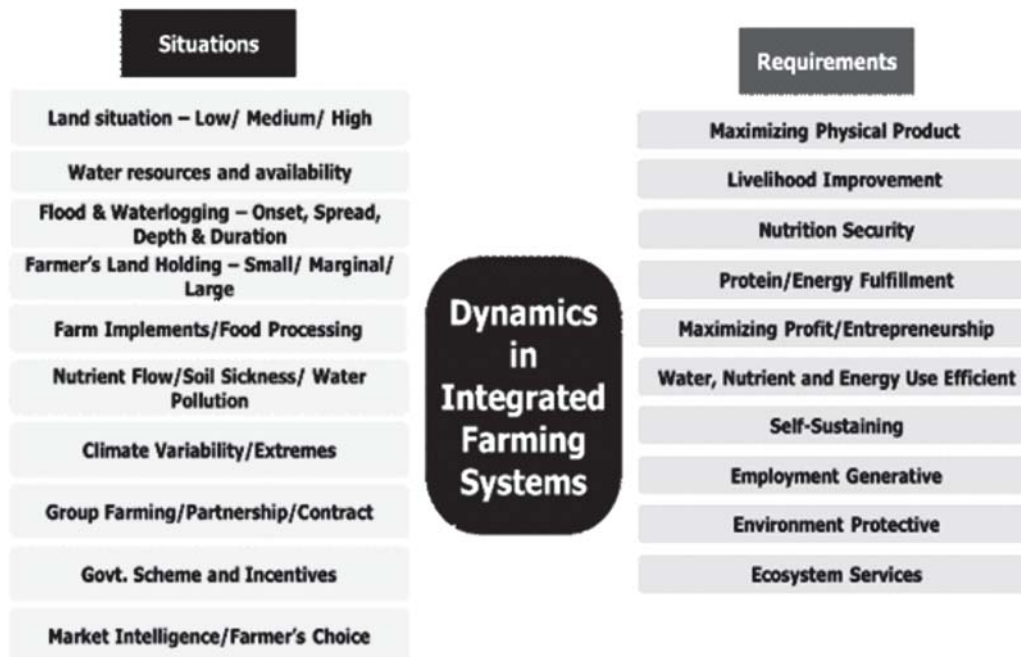 Situations
Land situation – Low/ Medium/ High
Water resources and availability
Flood & Waterlogging – Onset, Spread,
Depth & Duration
Farmer's Land Holding – Small/ Marginal/
Large
Farm Implements/Food Processing
Nutrient Flow/Soil Sickness/ Water
Pollution
Climate Variability/Extremes
Group Farming/Partnership/Contract
Govt. Scheme and Incentives
Market Intelligence/Farmer's Choice
Dynamics
in
Integrated
Farming
Systems
Requirements
Maximizing Physical Product
Livelihood Improvement
Nutrition Security
Protein/Energy Fulfillment
Maximizing Profit/Entrepreneurship
Water, Nutrient and Energy Use Efficient
Self-Sustaining
Employment Generative
Environment Protective
Ecosystem Services